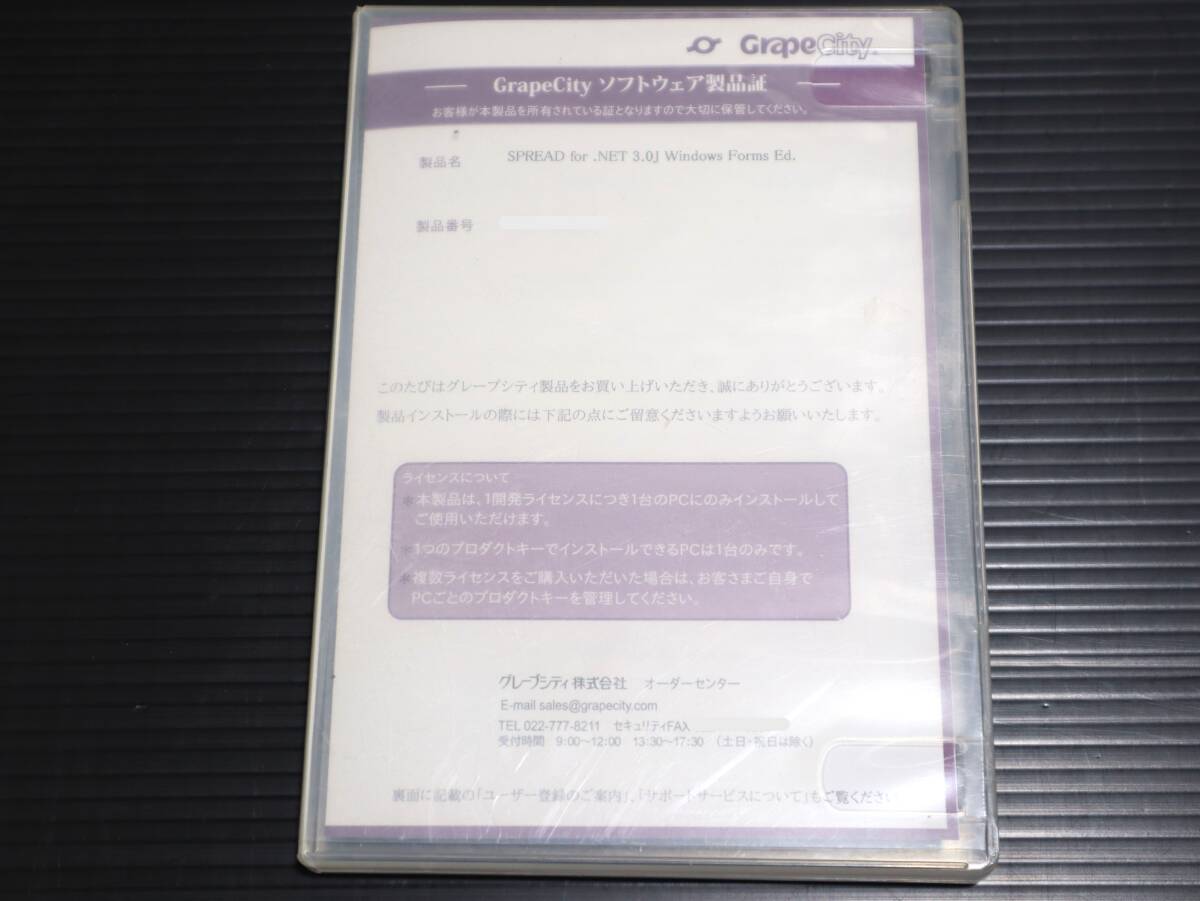 GrapeCity
GrapeCity ソフトウェア製品証
お客様が本製品を所有されている証となりますので大切に保管してください。
製品名 SPREAD for .NET 3.0J Windows Forms Ed.
製品番号
このたびはグレープシティ製品をお買い上げいただき、誠にありがとうございます。
製品インストールの際には下記の点にご留意くださいますようお願いいたします。
ライセンスについて
＊本製品は、1開発ライセンスにつき1台のPCにのみインストールして
ご使用いただけます。
＊1つのプロダクトキーでインストールできるPCは1台のみです。
＊複数ライセンスをご購入いただいた場合は、お客さまご自身で
PCごとのプロダクトキーを管理してください。
グレープシティ株式会社 オーダーセンター
E-mail sales@grapecity.com
TEL 022-777-8211 セキュリティFAX
受付時間 9:00～12:00 13:30～17:30 （土日・祝日は除く）
裏面に記載の「ユーザー登録のご案内」、「サポートサービスについて」もご覧ください